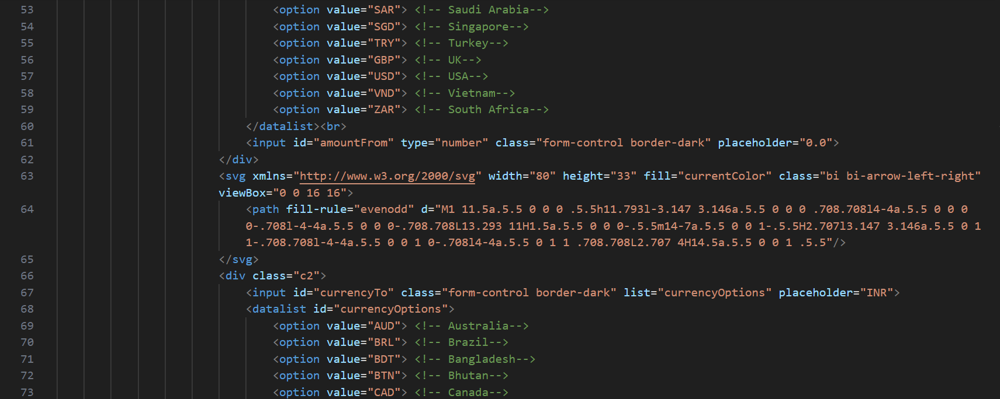 53 <option value="SAR"> <!-- Saudi Arabia-->
54 <option value="SGD"> <!-- Singapore-->
55 <option value="TRY"> <!-- Turkey-->
56 <option value="GBP"> <!-- UK-->
57 <option value="USD"> <!-- USA-->
58 <option value="VND"> <!-- Vietnam-->
59 <option value="ZAR"> <!-- South Africa-->
60 </datalist><br>
61 <input id="amountFrom" type="number" class="form-control border-dark" placeholder="0.0">
62 </div>
63 <svg xmlns="http://www.w3.org/2000/svg" width="80" height="33" fill="currentColor" class="bi bi-arrow-left-right"
viewBox="0 0 16 16">
64 <path fill-rule="evenodd" d="M1 11.5a.5.5 0 0 0 .5.5h11.793l-3.147 3.146a.5.5 0 0 0 .708.708l4-4a.5.5 0 0 0
0-.708l-4-4a.5.5 0 0 0-.708.708L13.293 11H1.5a.5.5 0 0 0-.5.5m14-7a.5.5 0 0 1-.5.5H2.707l3.147 3.146a.5.5 0 1
1-.708.708l-4-4a.5.5 0 0 1 0-.708l4-4a.5.5 0 1 1 .708.708L2.707 4H14.5a.5.5 0 0 1 .5.5"/>
65 </svg>
66 <div class="c2">
67 <input id="currencyTo" class="form-control border-dark" list="currencyOptions" placeholder="INR">
68 <datalist id="currencyOptions">
69 <option value="AUD"> <!-- Australia-->
70 <option value="BRL"> <!-- Brazil-->
71 <option value="BDT"> <!-- Bangladesh-->
72 <option value="BTN"> <!-- Bhutan-->
73 <option value="CAD"> <!-- Canada-->